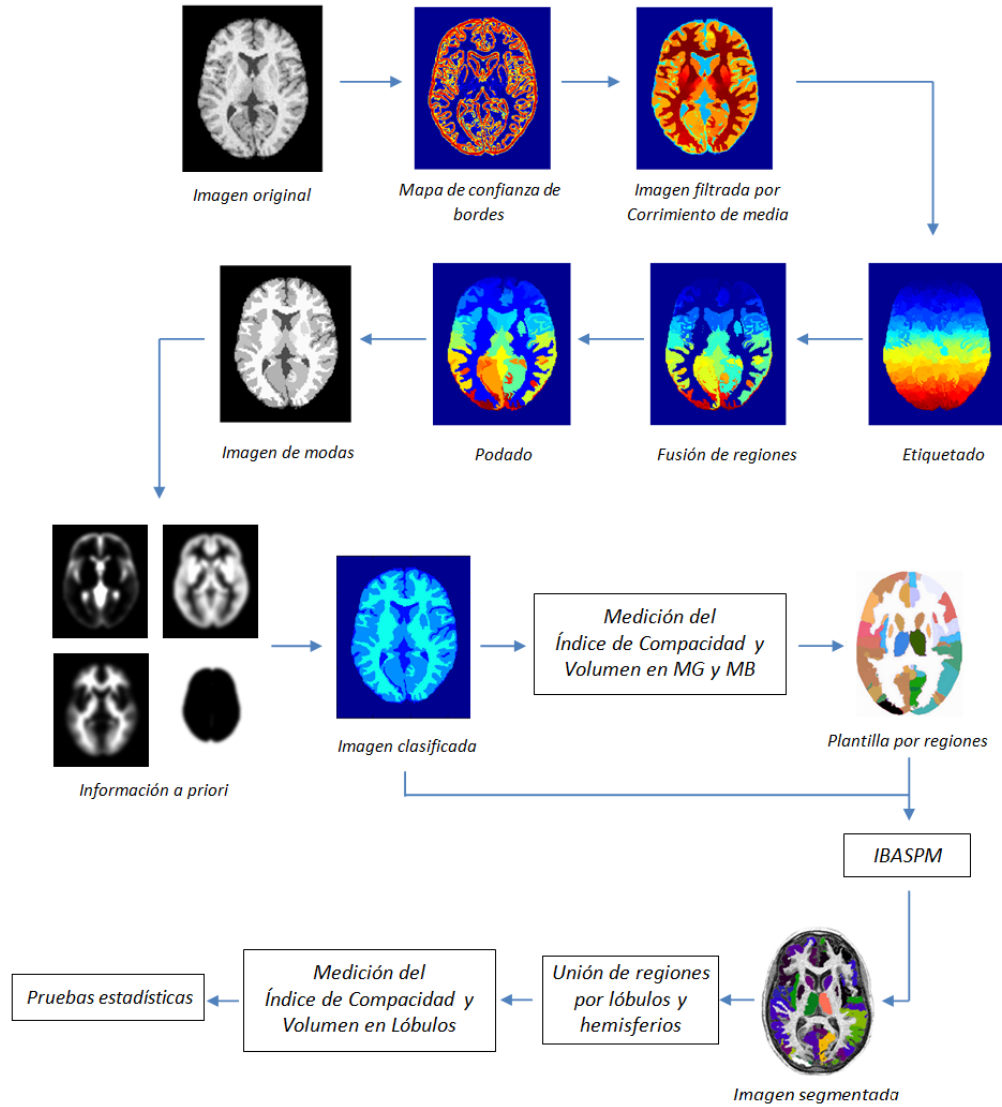 Imagen original
Mapa de confianza de
bordes
Imagen filtrada por
Corrimiento de media
Imagen de modas
Podado
Fusión de regiones
Etiquetado
Información a priori
Imagen clasificada
Medición del
Índice de Compacidad y
Volumen en MG y MB
Plantilla por regiones
IBASPM
Imagen segmentada
Unión de regiones
por lóbulos y
hemisferios
Medición del
Índice de Compacidad y
Volumen en Lóbulos
Pruebas estadísticas